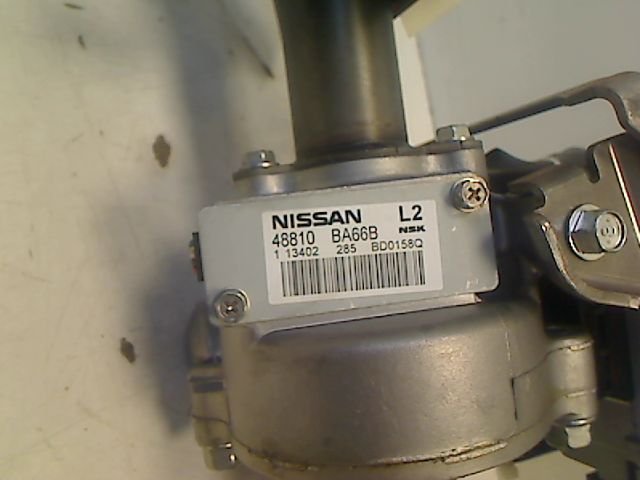 NISSAN L2
48810 BA66B NSK
1 13402 285 BD0158Q